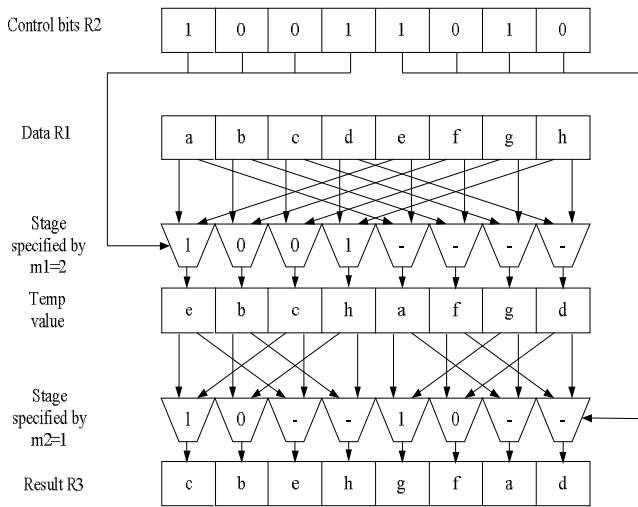 Control bits R2 1 0 0 1 1 0 1 0
Data R1 a b c d e f g h
Stage
specified by
m1=2
1 0 0 1 - - - -
Temp
value
e b c h a f g d
Stage
specified by
m2=1
1 0 - - 1 0 - -
Result R3 c b e h g f a d